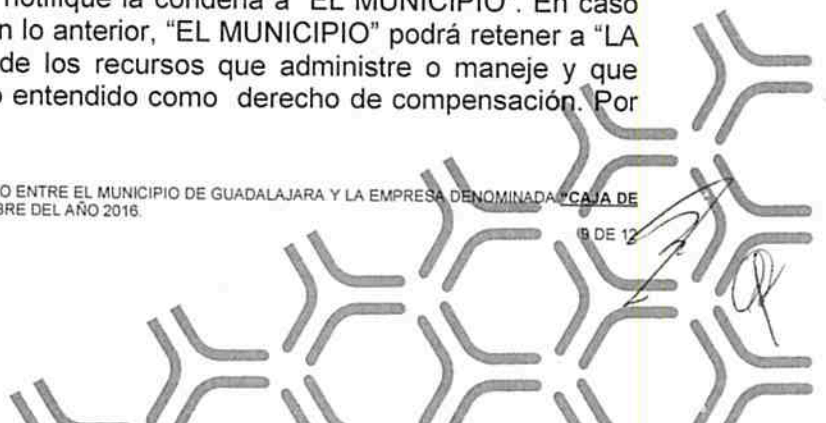 notifique la condena a "EL MUNICIPIO". En caso
n lo anterior, "EL MUNICIPIO" podrá retener a "LA
de los recursos que administre o maneje y que
o entendido como derecho de compensación. Por
O ENTRE EL MUNICIPIO DE GUADALAJARA Y LA EMPRESA DENOMINADA "CAJA DE
BRE DEL AÑO 2016.
9 DE 12